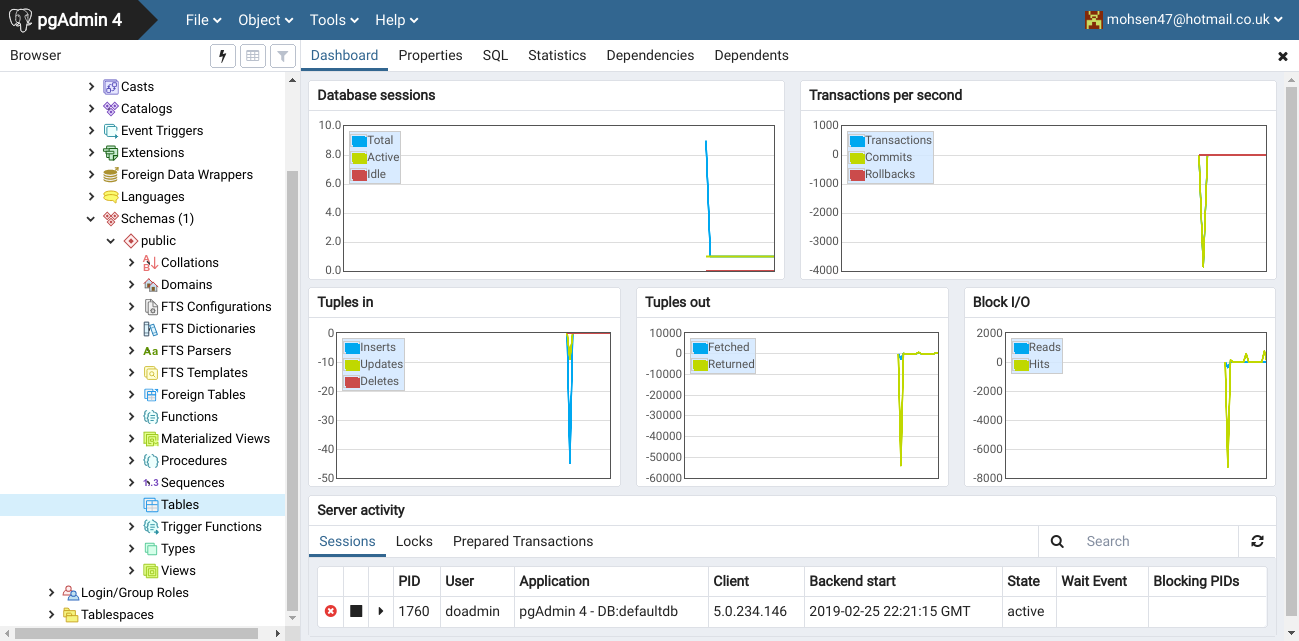 pgAdmin 4 File Object Tools Help mohsen47@hotmail.co.uk
Browser
Dashboard Properties SQL Statistics Dependencies Dependents
Casts
Catalogs
Event Triggers
Extensions
Foreign Data Wrappers
Languages
Schemas (1)
public
Collations
Domains
FTS Configurations
FTS Dictionaries
FTS Parsers
FTS Templates
Foreign Tables
Functions
Materialized Views
Procedures
1..3 Sequences
Tables
Trigger Functions
Types
Views
Login/Group Roles
Tablespaces
Database sessions
10.0
8.0
6.0
4.0
2.0
0.0
Total
Active
Idle
Transactions per second
1000
0
-1000
-2000
-3000
-4000
Transactions
Commits
Rollbacks
Tuples in
0
-10
-20
-30
-40
-50
Inserts
Updates
Deletes
Tuples out
10000
0
-10000
-20000
-30000
-40000
-50000
-60000
Fetched
Returned
Block I/O
2000
0
-2000
-4000
-6000
-8000
Reads
Hits
Server activity
Sessions Locks Prepared Transactions Search
PID User Application Client Backend start State Wait Event Blocking PIDs
1760 doadmin pgAdmin 4 - DB:defaultdb 5.0.234.146 2019-02-25 22:21:15 GMT active